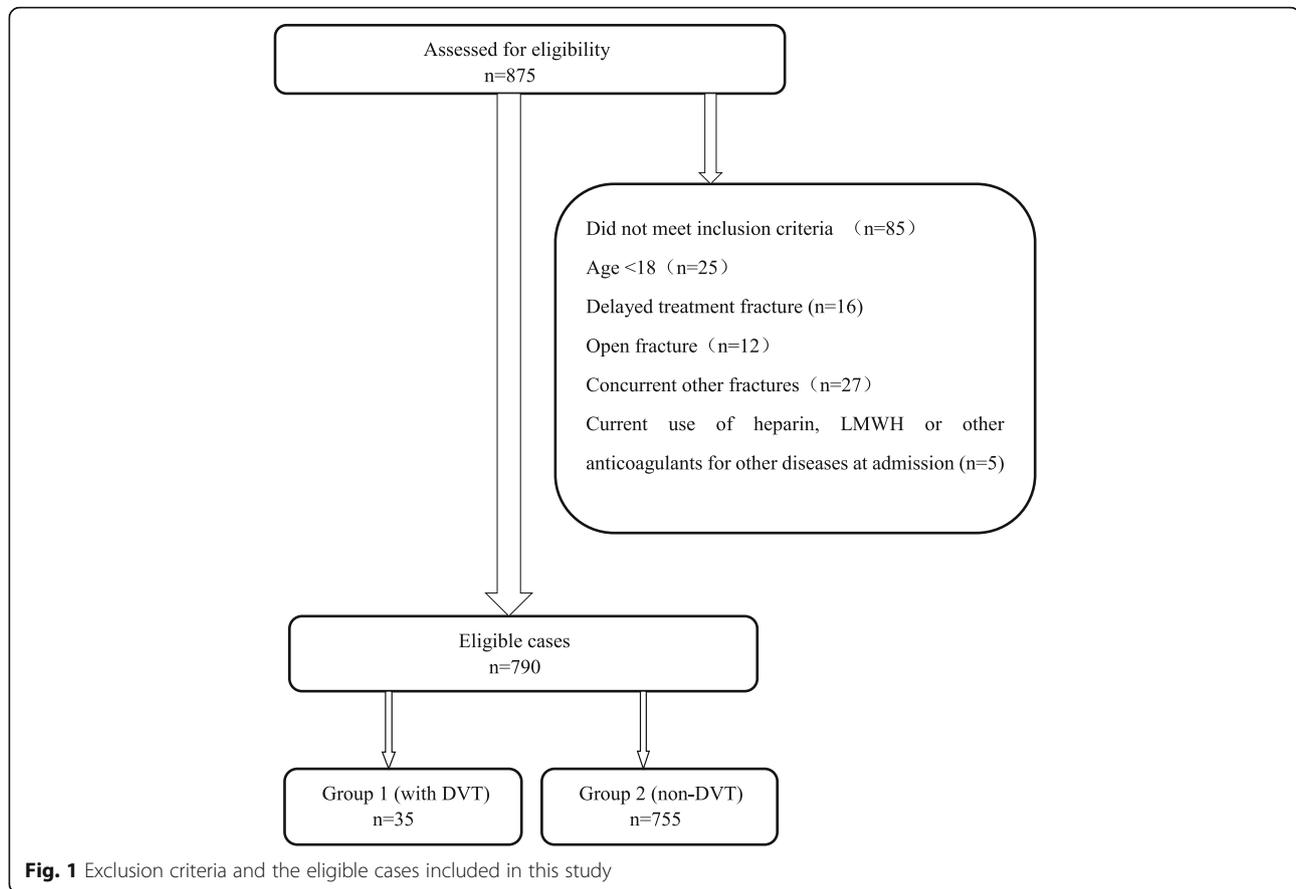 Assessed for eligibility
n=875
Did not meet inclusion criteria （n=85）
Age <18（n=25）
Delayed treatment fracture (n=16)
Open fracture（n=12）
Concurrent other fractures（n=27）
Current use of heparin, LMWH or other
anticoagulants for other diseases at admission (n=5)
Eligible cases
n=790
Group 1 (with DVT)
n=35
Group 2 (non-DVT)
n=755
Fig. 1 Exclusion criteria and the eligible cases included in this study